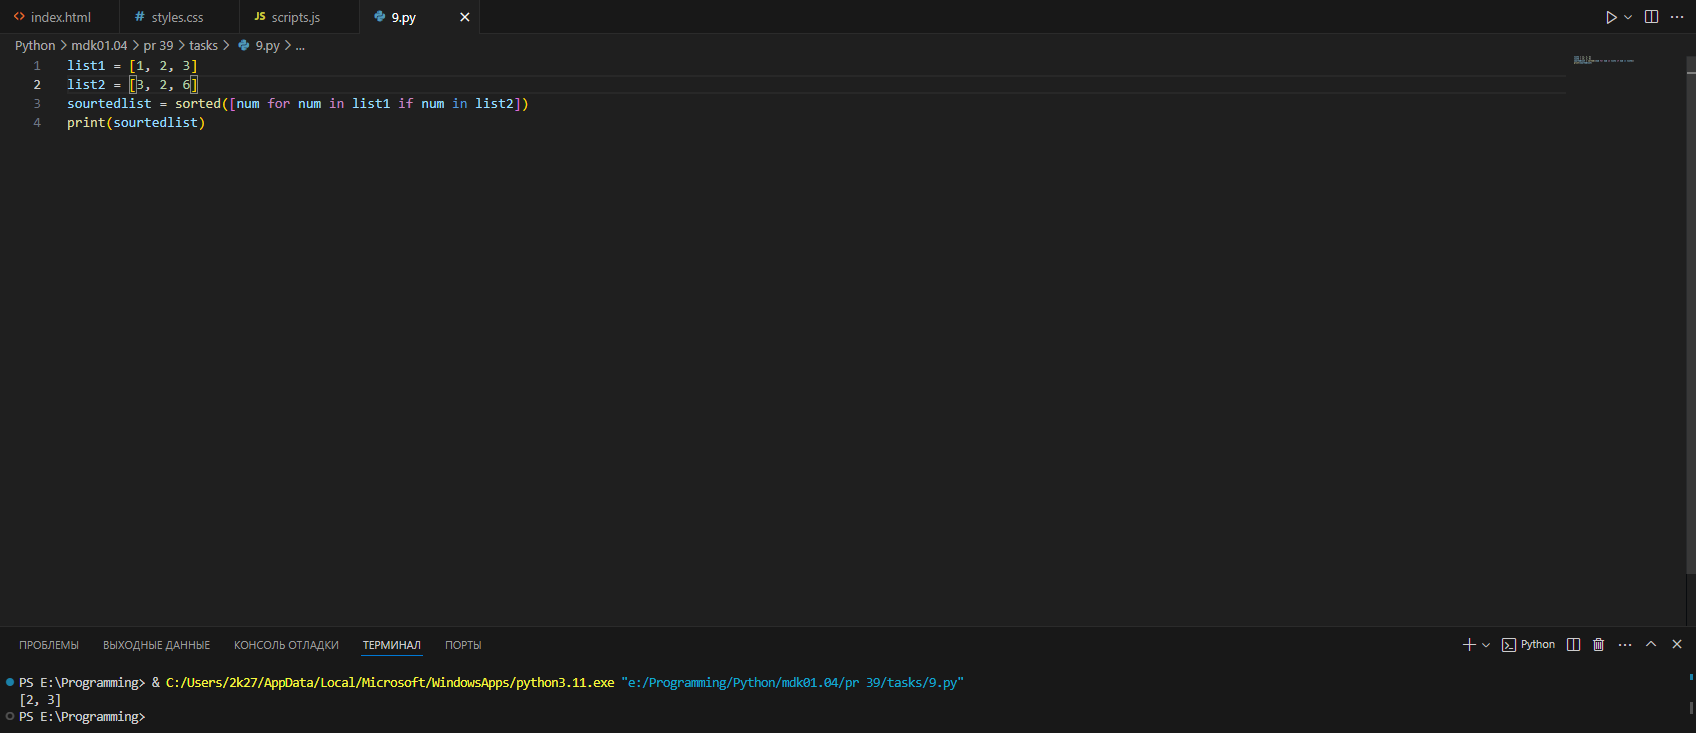 index.html # styles.css JS scripts.js 9.py
Python > mdk01.04 > pr 39 > tasks > 9.py > ...
1 list1 = [1, 2, 3]
2 list2 = [3, 2, 6]
3 sourtedlist = sorted([num for num in list1 if num in list2])
4 print(sourtedlist)
ПРОБЛЕМЫ ВЫХОДНЫЕ ДАННЫЕ КОНСОЛЬ ОТЛАДКИ ТЕРМИНАЛ ПОРТЫ Python
PS E:\Programming> & C:/Users/2k27/AppData/Local/Microsoft/WindowsApps/python3.11.exe "e:/Programming/Python/mdk01.04/pr 39/tasks/9.py"
[2, 3]
PS E:\Programming>